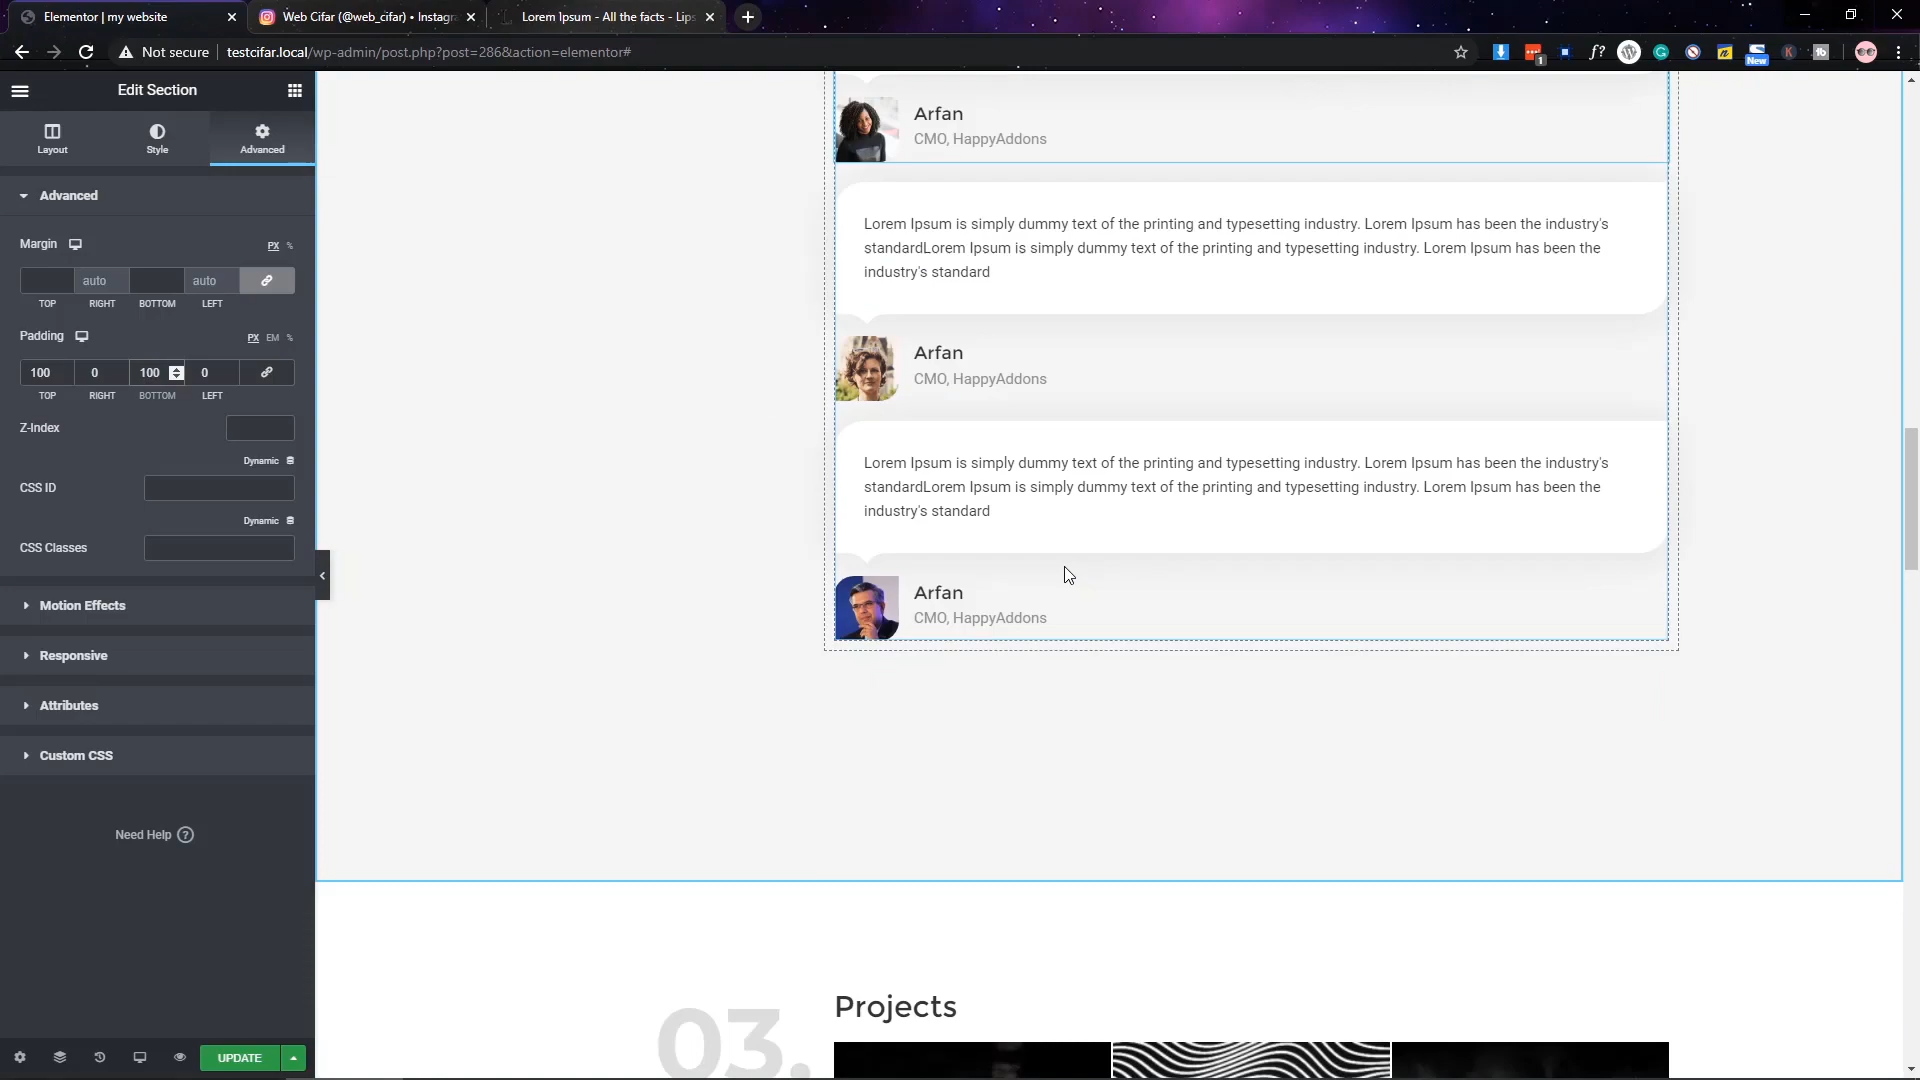 Elementor | my website
Web Cifar (@web_cifar) • Instagr
Lorem Ipsum - All the facts - Lips
Not secure
testcifar.local/wp-admin/post.php?post=286&action=elementor#
f?
1
New
Edit Section
Layout
Style
Advanced
Advanced
Margin
PX %
auto
auto
TOP RIGHT BOTTOM LEFT
Padding
PX EM %
100 0 100 0
TOP RIGHT BOTTOM LEFT
Z-Index
Dynamic
CSS ID
Dynamic
CSS Classes
Motion Effects
Responsive
Attributes
Custom CSS
Need Help ?
UPDATE
Arfan
CMO, HappyAddons
Lorem Ipsum is simply dummy text of the printing and typesetting industry. Lorem Ipsum has been the industry's
standardLorem Ipsum is simply dummy text of the printing and typesetting industry. Lorem Ipsum has been the
industry's standard
Arfan
CMO, HappyAddons
Lorem Ipsum is simply dummy text of the printing and typesetting industry. Lorem Ipsum has been the industry's
standardLorem Ipsum is simply dummy text of the printing and typesetting industry. Lorem Ipsum has been the
industry's standard
Arfan
CMO, HappyAddons
Projects
03.